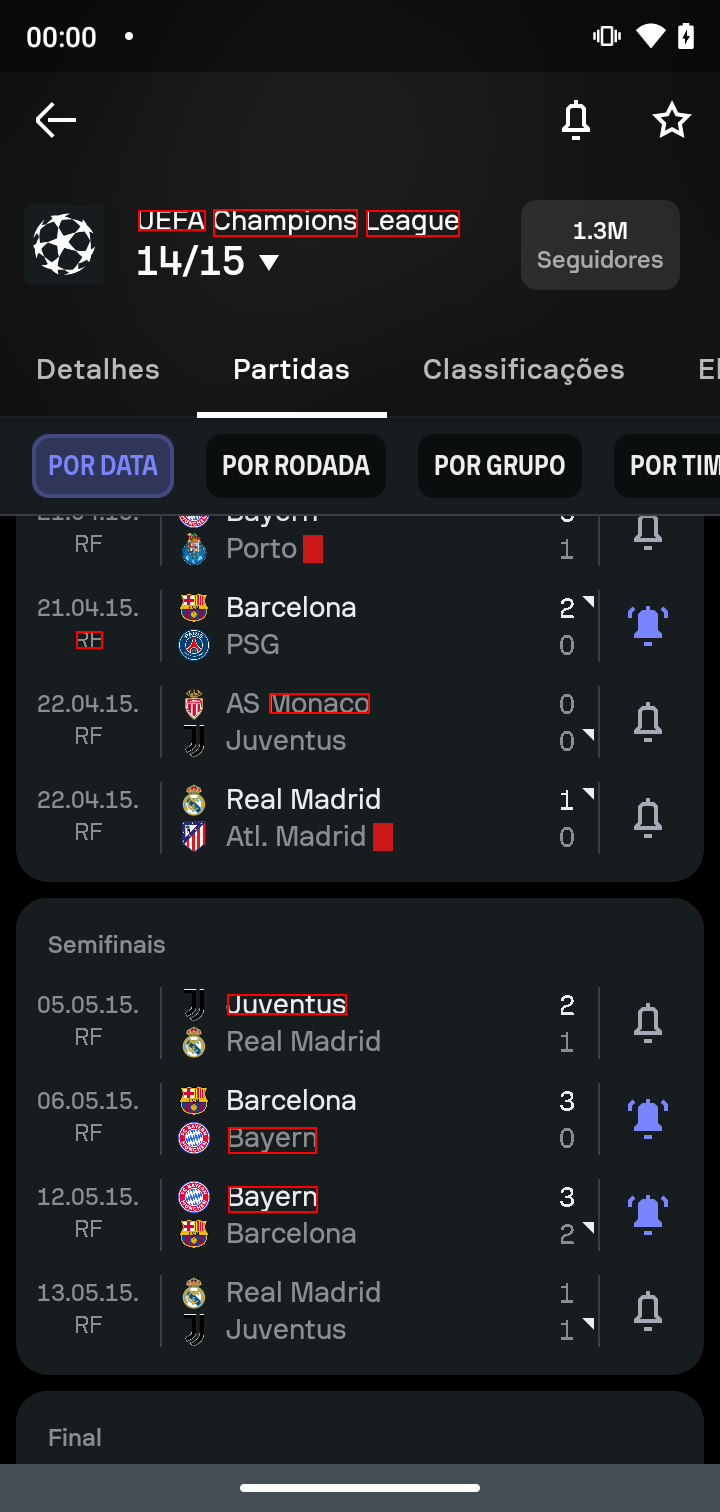 00:00
UEFA Champions League
14/15
1.3M
Seguidores
Detalhes Partidas Classificações
POR DATA POR RODADA POR GRUPO POR
21.04.15. Bayern
RF Porto 1
21.04.15. Barcelona 2
RF PSG 0
22.04.15. AS Monaco 0
RF Juventus 0
22.04.15. Real Madrid 1
RF Atl. Madrid 0
Semifinais
05.05.15. Juventus 2
RF Real Madrid 1
06.05.15. Barcelona 3
RF Bayern 0
12.05.15. Bayern 3
RF Barcelona 2
13.05.15. Real Madrid 1
RF Juventus 1
Final